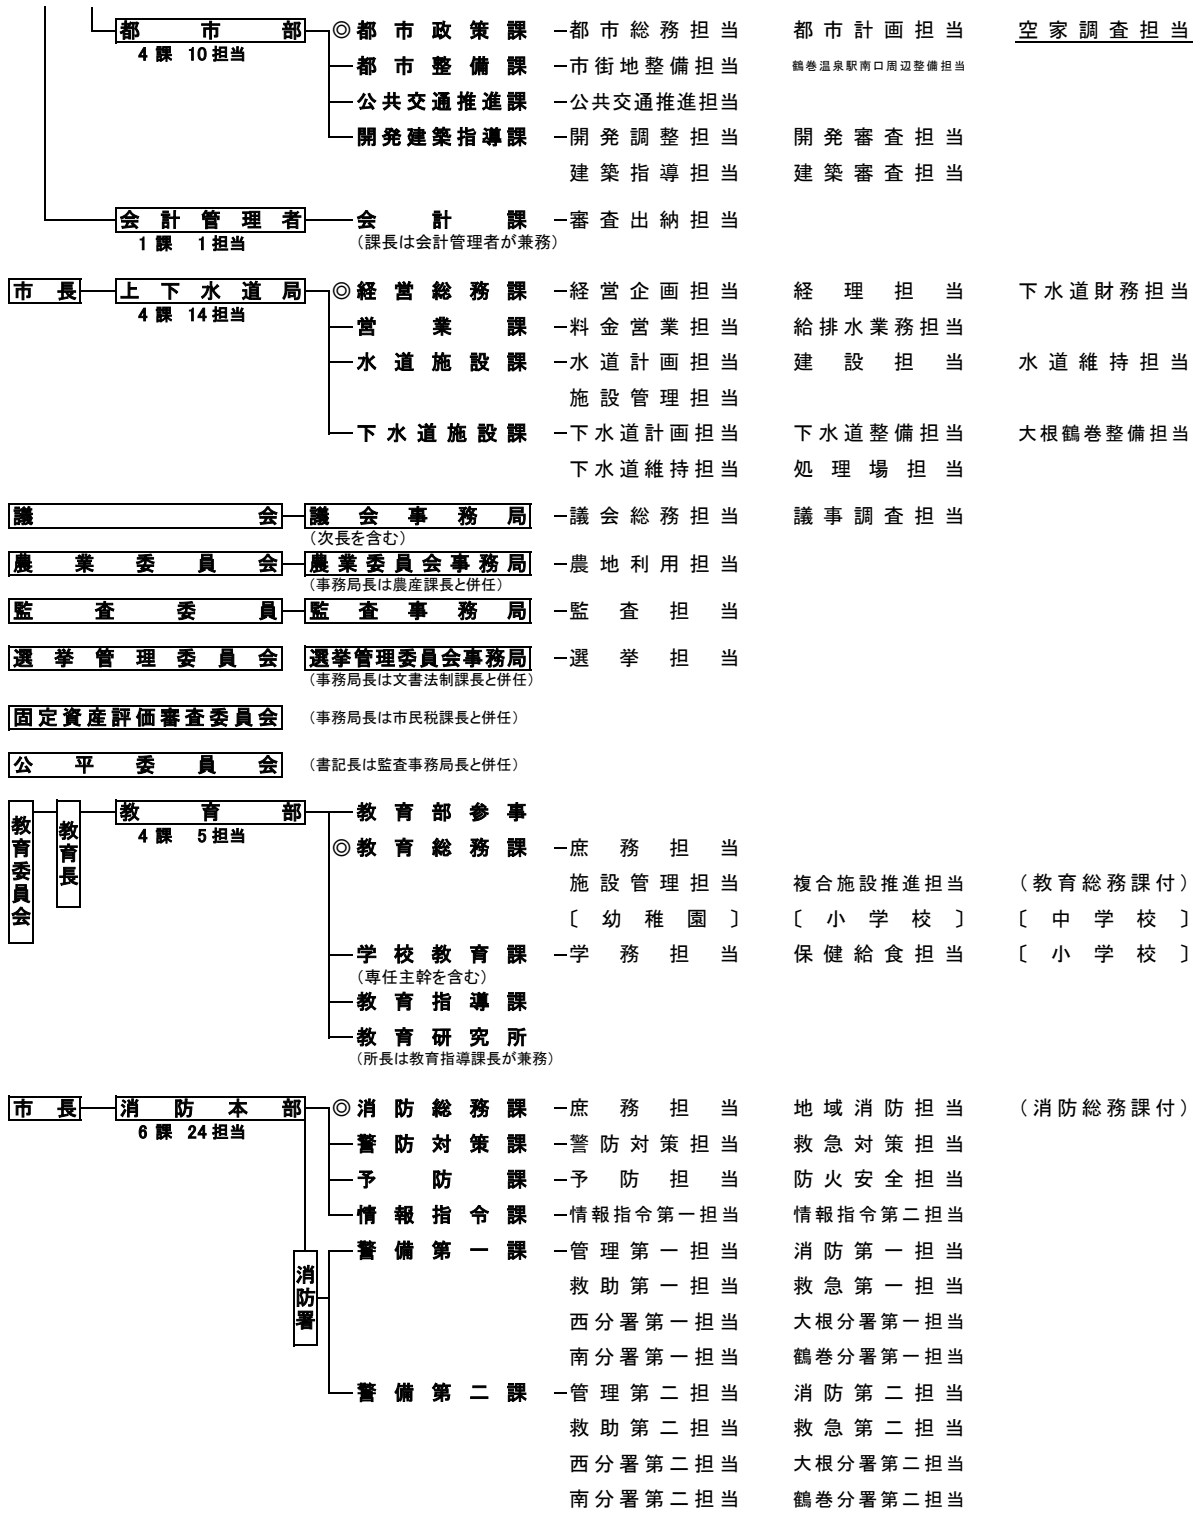 都市部 ◎都市政策課 都市総務担当 都市計画担当 空家調査担当
4課 10担当
都市整備課 市街地整備担当 鶴巻温泉駅南口周辺整備担当
公共交通推進課 公共交通推進担当
開発建築指導課 開発調整担当 開発審査担当
建築指導担当 建築審査担当
会計管理者 会計課 審査出納担当
1課 1担当 (課長は会計管理者が兼務)
市長 上下水道局 ◎経営総務課 経営企画担当 経理担当 下水道財務担当
4課 14担当
営業課 料金営業担当 給排水業務担当
水道施設課 水道計画担当 建設担当 水道維持担当
施設管理担当
下水道施設課 下水道計画担当 下水道整備担当 大根鶴巻整備担当
下水道維持担当 処理場担当
議会 議会事務局 議会総務担当 議事調査担当
(次長を含む)
農業委員会 農業委員会事務局 農地利用担当
(事務局長は農産課長と併任)
監査委員 監査事務局 監査担当
選挙管理委員会 選挙管理委員会事務局 選挙担当
(事務局長は文書法制課長と併任)
固定資産評価審査委員会 (事務局長は市民税課長と併任)
公平委員会 (書記長は監査事務局長と併任)
教育委員会 教育長 教育部 教育部参事
4課 5担当
◎教育総務課 庶務担当
施設管理担当 複合施設推進担当 (教育総務課付)
〔幼稚園〕 〔小学校〕 〔中学校〕
学校教育課 学務担当 保健給食担当 〔小学校〕
(専任主幹を含む)
教育指導課
教育研究所
(所長は教育指導課長が兼務)
市長 消防本部 ◎消防総務課 庶務担当 地域消防担当 (消防総務課付)
6課 24担当
警防対策課 警防対策担当 救急対策担当
予防課 予防担当 防火安全担当
情報指令課 情報指令第一担当 情報指令第二担当
消防署 警備第一課 管理第一担当 消防第一担当
救助第一担当 救急第一担当
西分署第一担当 大根分署第一担当
南分署第一担当 鶴巻分署第一担当
警備第二課 管理第二担当 消防第二担当
救助第二担当 救急第二担当
西分署第二担当 大根分署第二担当
南分署第二担当 鶴巻分署第二担当